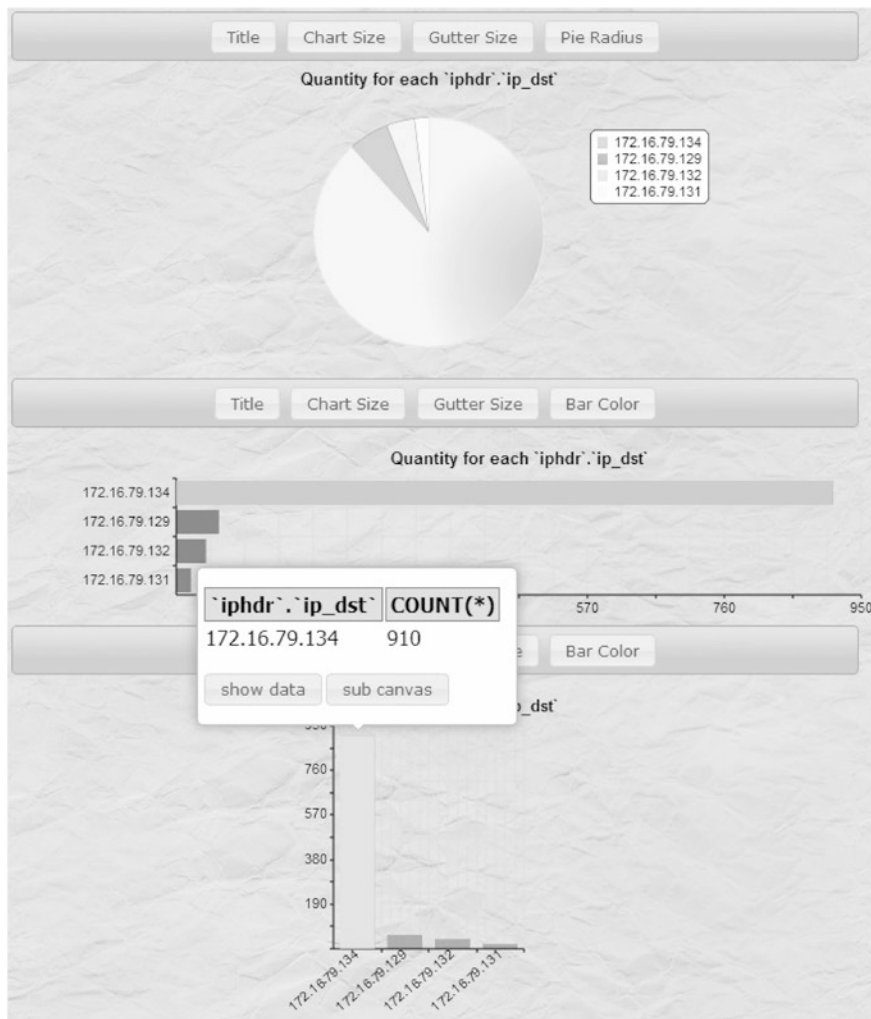 Title Chart Size Gutter Size Pie Radius
Quantity for each `iphdr`.`ip_dst`
172.16.79.134
172.16.79.129
172.16.79.132
172.16.79.131
Title Chart Size Gutter Size Bar Color
Quantity for each `iphdr`.`ip_dst`
172.16.79.134
172.16.79.129
172.16.79.132
172.16.79.131
570 760 950
`iphdr`.`ip_dst` COUNT(*)
172.16.79.134 910
show data sub canvas
Bar Color
p_dst`
760
570
380
190
172.16.79.134 172.16.79.129 172.16.79.132 172.16.79.131